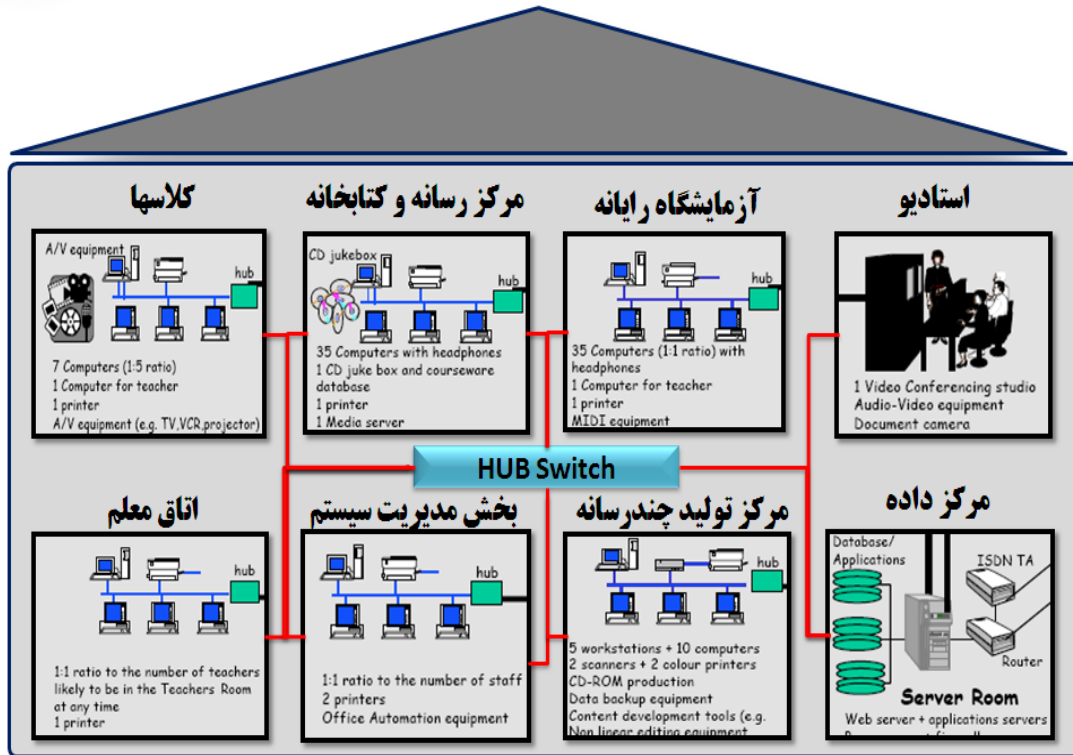 کلاسها
A/V equipment
hub
7 Computers (1:5 ratio)
1 Computer for teacher
1 printer
A/V equipment (e.g. TV,VCR,projector)
مرکز رسانه و کتابخانه
CD jukebox
hub
35 Computers with headphones
1 CD juke box and courseware
database
1 printer
1 Media server
آزمایشگاه رایانه
hub
35 Computers (1:1 ratio) with
headphones
1 Computer for teacher
1 printer
MIDI equipment
استادیو
1 Video Conferencing studio
Audio-Video equipment
Document camera
HUB Switch
اتاق معلم
hub
1:1 ratio to the number of teachers
likely to be in the Teachers Room
at any time
1 printer
بخش مدیریت سیستم
hub
1:1 ratio to the number of staff
2 printers
Office Automation equipment
مرکز تولید چندرسانه
hub
5 workstations + 10 computers
2 scanners + 2 colour printers
CD-ROM production
Data backup equipment
Content development tools (e.g.
Non linear editing equipment
مرکز داده
Database/
Applications
ISDN TA
Router
Server Room
Web server + applications servers